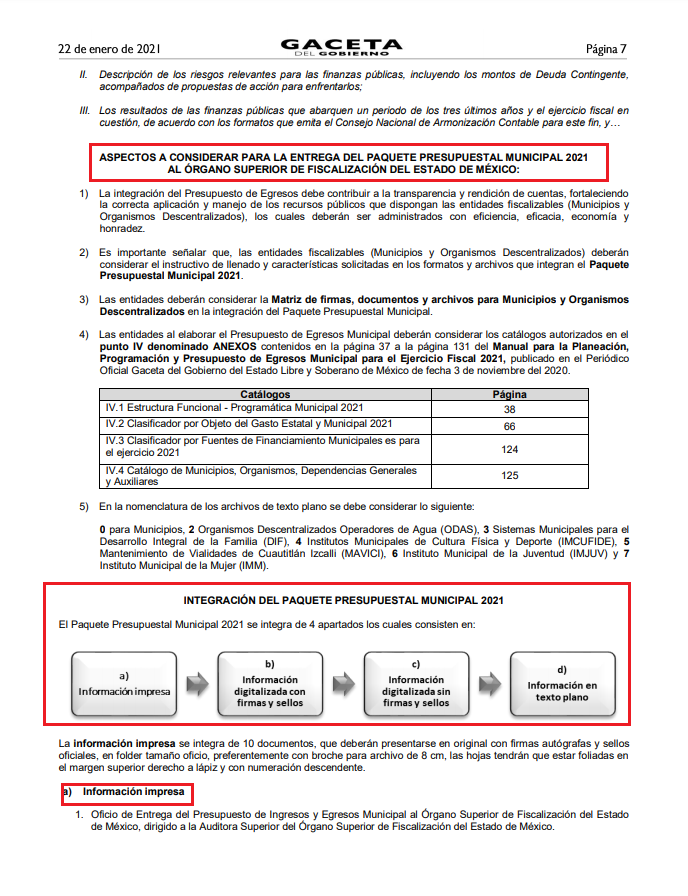 22 de enero de 2021
GACETA
DEL GOBIERNO
Página 7
II. Descripción de los riesgos relevantes para las finanzas públicas, incluyendo los montos de Deuda Contingente,
acompañados de propuestas de acción para enfrentarlos;
III. Los resultados de las finanzas públicas que abarquen un periodo de los tres últimos años y el ejercicio fiscal en
cuestión, de acuerdo con los formatos que emita el Consejo Nacional de Armonización Contable para este fin, y…
ASPECTOS A CONSIDERAR PARA LA ENTREGA DEL PAQUETE PRESUPUESTAL MUNICIPAL 2021
AL ÓRGANO SUPERIOR DE FISCALIZACIÓN DEL ESTADO DE MÉXICO:
1) La integración del Presupuesto de Egresos debe contribuir a la transparencia y rendición de cuentas, fortaleciendo
la correcta aplicación y manejo de los recursos públicos que dispongan las entidades fiscalizables (Municipios y
Organismos Descentralizados), los cuales deberán ser administrados con eficiencia, eficacia, economía y
honradez.
2) Es importante señalar que, las entidades fiscalizables (Municipios y Organismos Descentralizados) deberán
considerar el instructivo de llenado y características solicitadas en los formatos y archivos que integran el Paquete
Presupuestal Municipal 2021.
3) Las entidades deberán considerar la Matriz de firmas, documentos y archivos para Municipios y Organismos
Descentralizados en la integración del Paquete Presupuestal Municipal.
4) Las entidades al elaborar el Presupuesto de Egresos Municipal deberán considerar los catálogos autorizados en el
punto IV denominado ANEXOS contenidos en la página 37 a la página 131 del Manual para la Planeación,
Programación y Presupuesto de Egresos Municipal para el Ejercicio Fiscal 2021, publicado en el Periódico
Oficial Gaceta del Gobierno del Estado Libre y Soberano de México de fecha 3 de noviembre del 2020.
Catálogos Página
IV.1 Estructura Funcional - Programática Municipal 2021 38
IV.2 Clasificador por Objeto del Gasto Estatal y Municipal 2021 66
IV.3 Clasificador por Fuentes de Financiamiento Municipales es para
el ejercicio 2021 124
IV.4 Catálogo de Municipios, Organismos, Dependencias Generales
y Auxiliares 125
5) En la nomenclatura de los archivos de texto plano se debe considerar lo siguiente:
0 para Municipios, 2 Organismos Descentralizados Operadores de Agua (ODAS), 3 Sistemas Municipales para el
Desarrollo Integral de la Familia (DIF), 4 Institutos Municipales de Cultura Física y Deporte (IMCUFIDE), 5
Mantenimiento de Vialidades de Cuautitlán Izcalli (MAVICI), 6 Instituto Municipal de la Juventud (IMJUV) y 7
Instituto Municipal de la Mujer (IMM).
INTEGRACIÓN DEL PAQUETE PRESUPUESTAL MUNICIPAL 2021
El Paquete Presupuestal Municipal 2021 se integra de 4 apartados los cuales consisten en:
a)
Información impresa
b)
Información
digitalizada con
firmas y sellos
c)
Información
digitalizada sin
firmas y sellos
d)
Información en
texto plano
La información impresa se integra de 10 documentos, que deberán presentarse en original con firmas autógrafas y sellos
oficiales, en folder tamaño oficio, preferentemente con broche para archivo de 8 cm, las hojas tendrán que estar foliadas en
el margen superior derecho a lápiz y con numeración descendente.
a) Información impresa
1. Oficio de Entrega del Presupuesto de Ingresos y Egresos Municipal al Órgano Superior de Fiscalización del Estado
de México, dirigido a la Auditora Superior del Órgano Superior de Fiscalización del Estado de México.